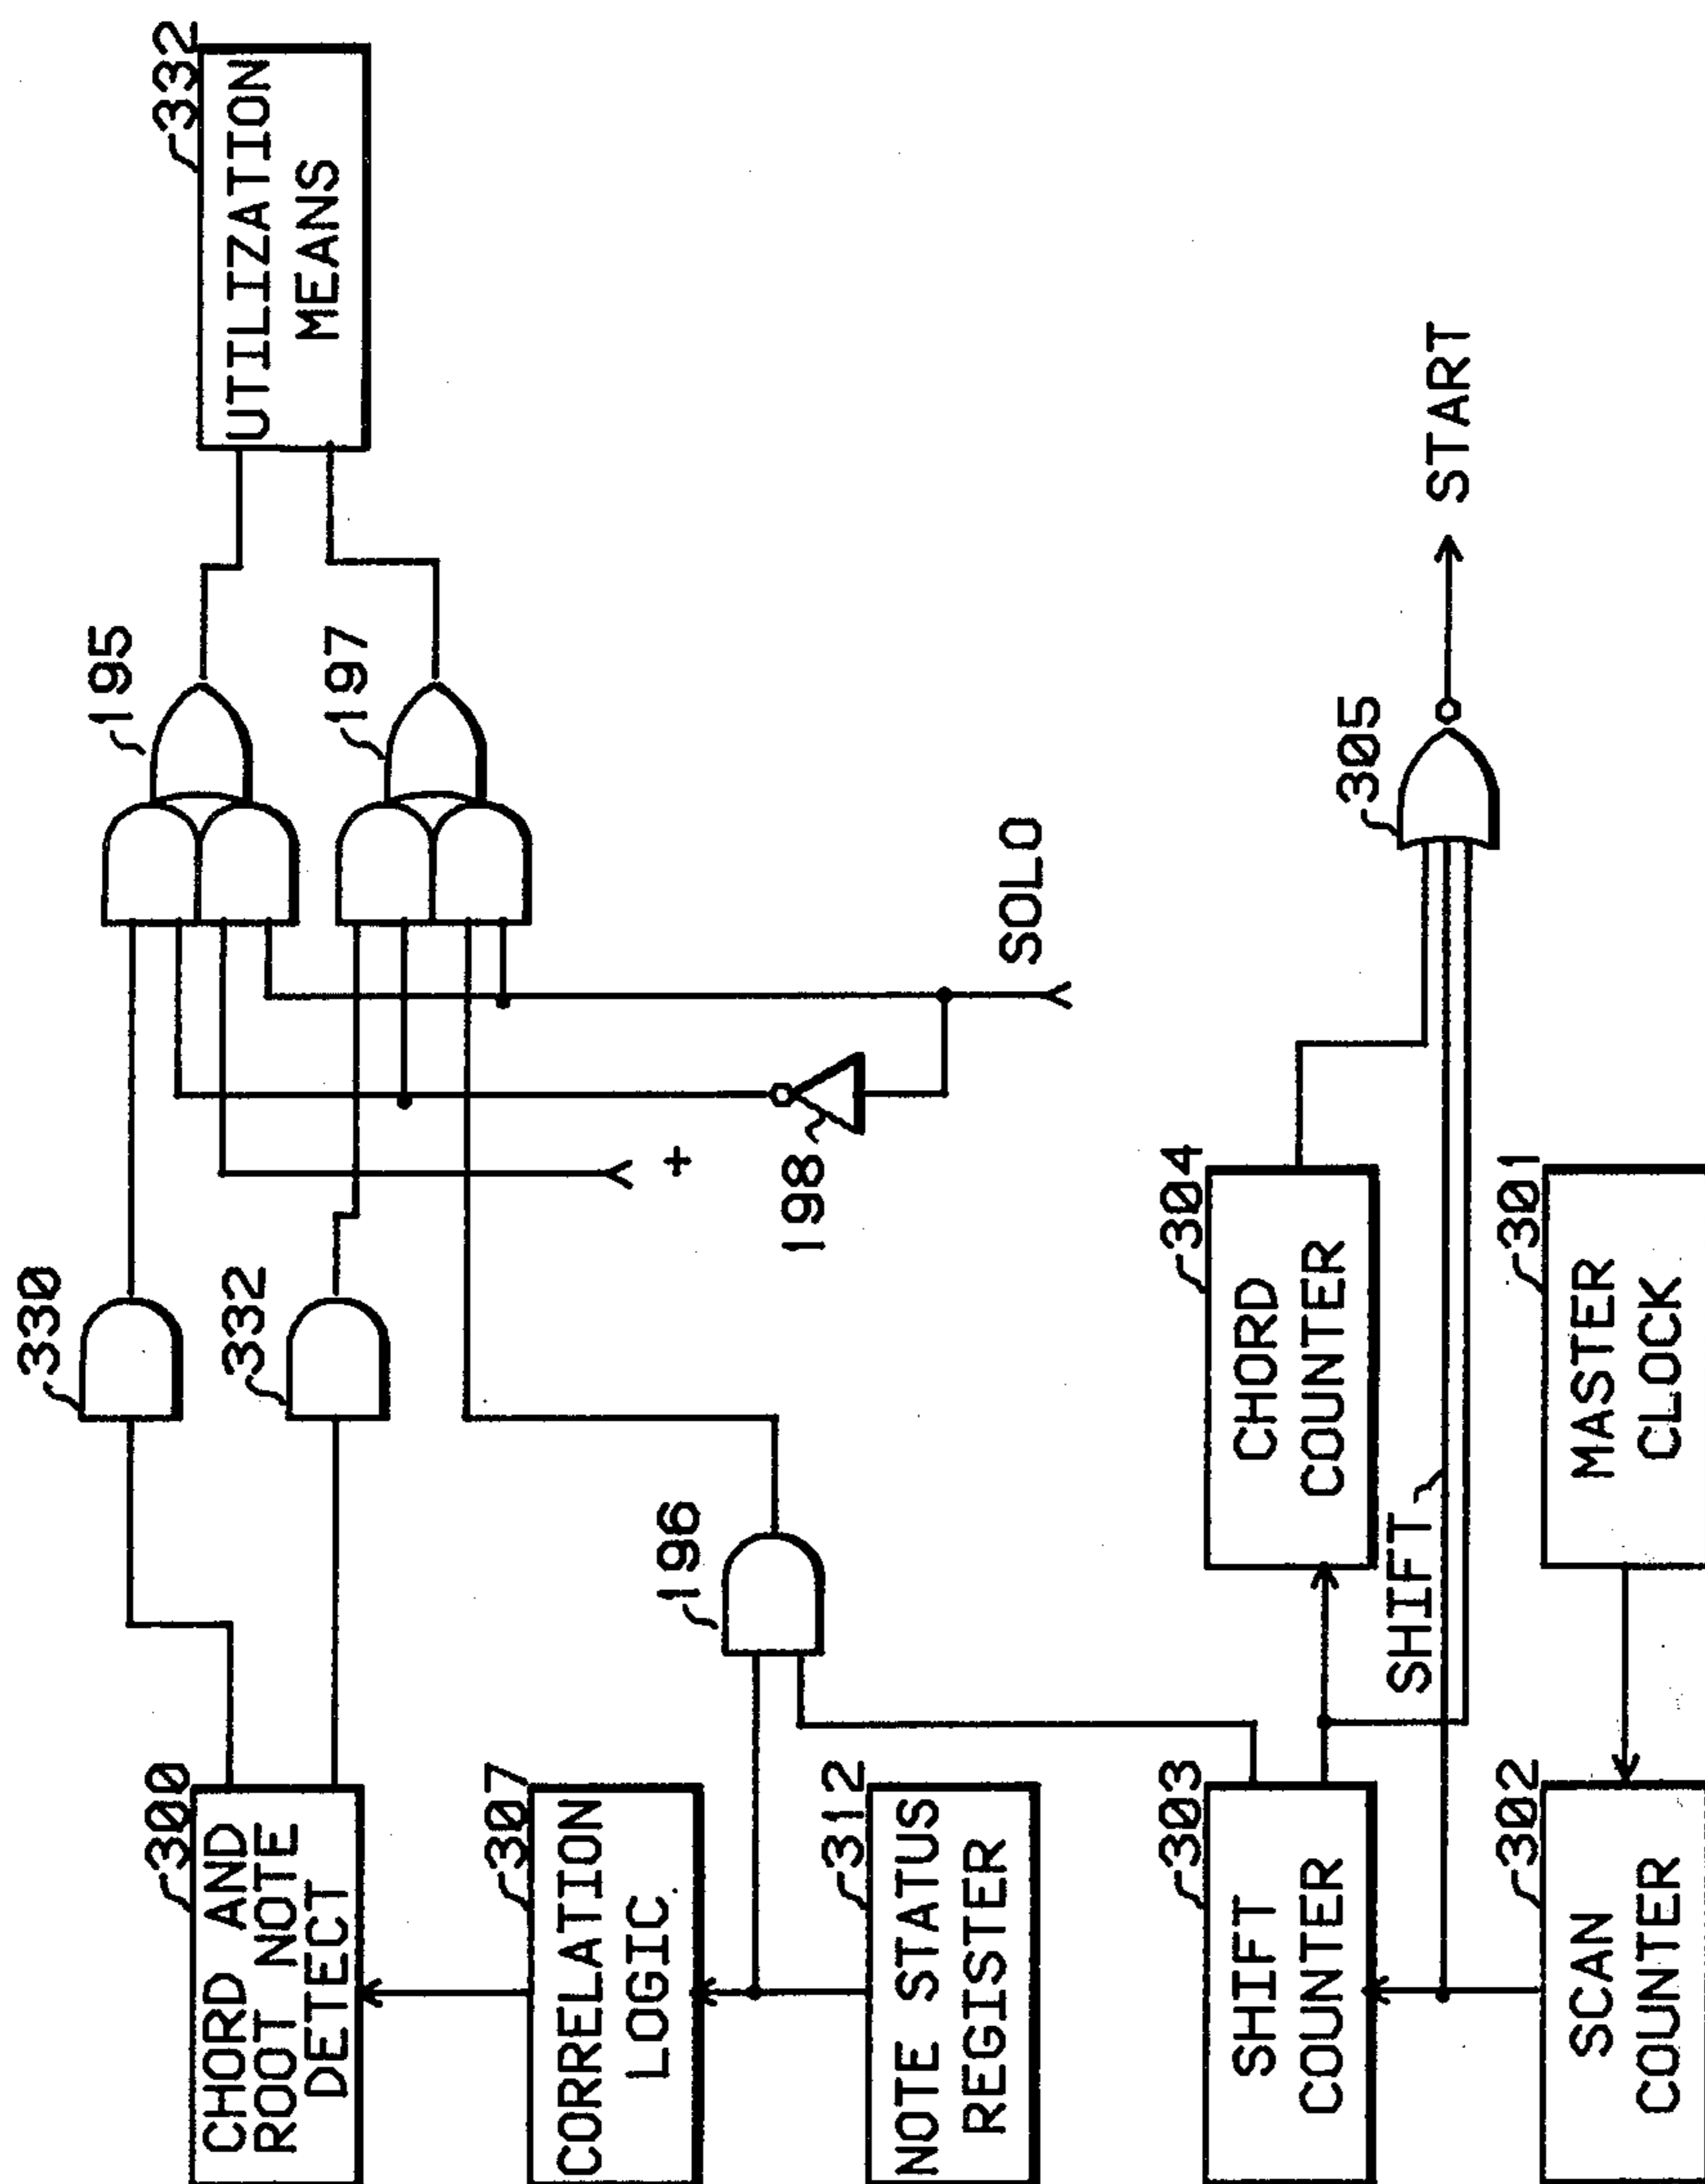 332
UTILIZATION
MEANS
195
197
SOLO
198
+
330
332
196
300
CHORD AND
ROOT NOTE
DETECT
307
CORRELATION
LOGIC
312
NOTE STATUS
REGISTER
305
START
304
CHORD
COUNTER
SHIFT
303
SHIFT
COUNTER
301
MASTER
CLOCK
302
SCAN
COUNTER